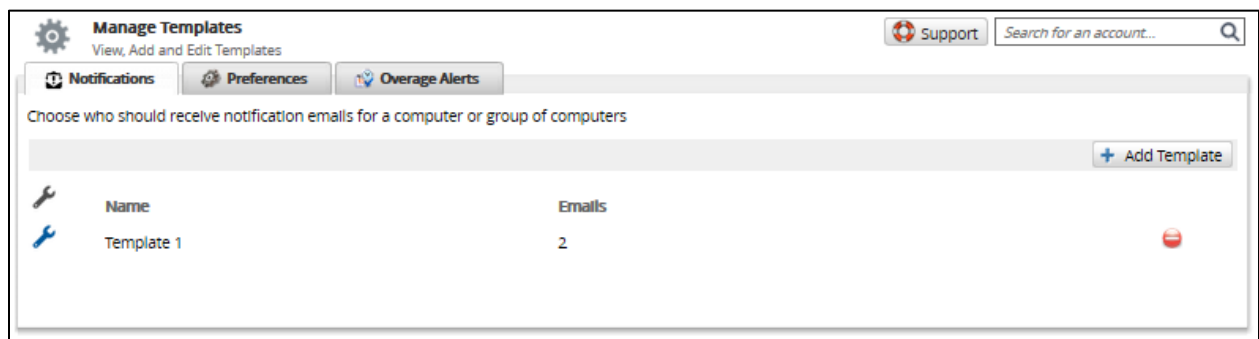 Manage Templates
View, Add and Edit Templates
Support
Search for an account...
Notifications
Preferences
Overage Alerts
Choose who should receive notification emails for a computer or group of computers
Add Template
Name
Emails
Template 1
2